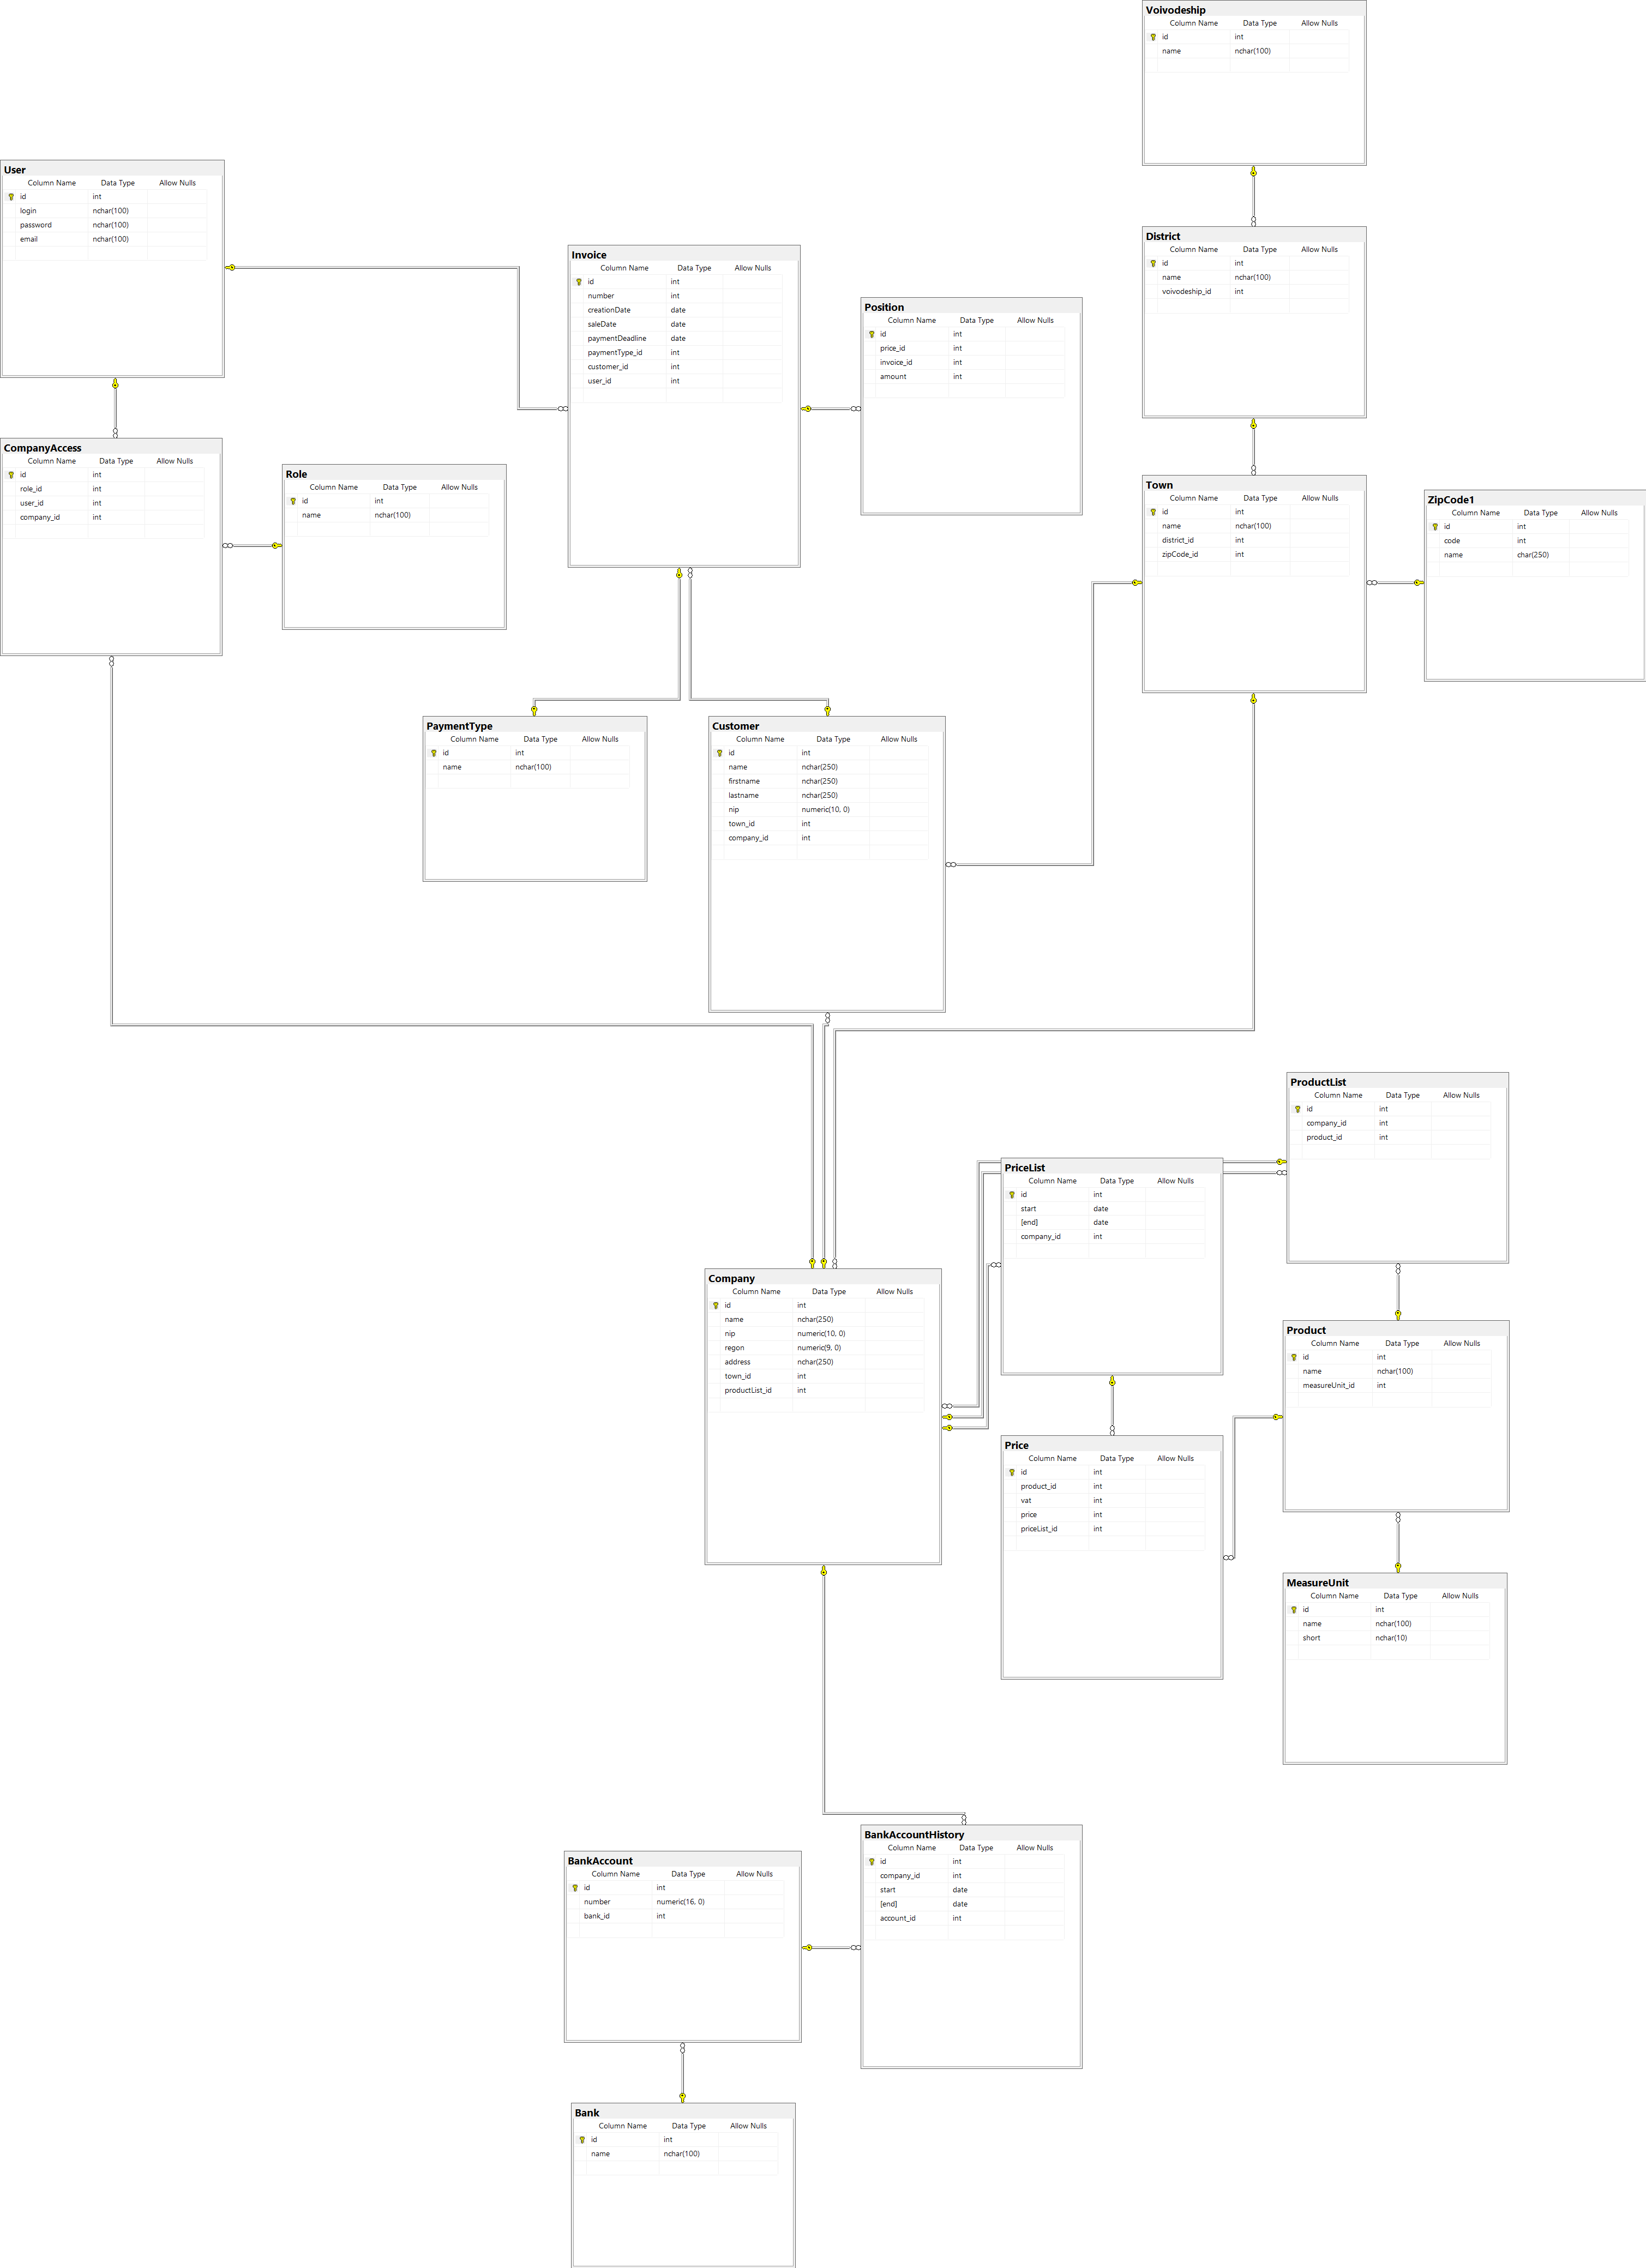 Voivodeship
Column Name Data Type Allow Nulls
id int
name nchar(100)
User
Column Name Data Type Allow Nulls
id int
login nchar(100)
password nchar(100)
email nchar(100)
District
Column Name Data Type Allow Nulls
id int
name nchar(100)
voivodeship_id int
Invoice
Column Name Data Type Allow Nulls
id int
number int
creationDate date
saleDate date
paymentDeadline date
paymentType_id int
customer_id int
user_id int
Position
Column Name Data Type Allow Nulls
id int
price_id int
invoice_id int
amount int
CompanyAccess
Column Name Data Type Allow Nulls
id int
role_id int
user_id int
company_id int
Role
Column Name Data Type Allow Nulls
id int
name nchar(100)
Town
Column Name Data Type Allow Nulls
id int
name nchar(100)
district_id int
zipCode_id int
ZipCode1
Column Name Data Type Allow Nulls
id int
code int
name char(250)
PaymentType
Column Name Data Type Allow Nulls
id int
name nchar(100)
Customer
Column Name Data Type Allow Nulls
id int
name nchar(250)
firstname nchar(250)
lastname nchar(250)
nip numeric(10, 0)
town_id int
company_id int
ProductList
Column Name Data Type Allow Nulls
id int
company_id int
product_id int
PriceList
Column Name Data Type Allow Nulls
id int
start date
[end] date
company_id int
Company
Column Name Data Type Allow Nulls
id int
name nchar(250)
nip numeric(10, 0)
regon numeric(9, 0)
address nchar(250)
town_id int
productList_id int
Product
Column Name Data Type Allow Nulls
id int
name nchar(100)
measureUnit_id int
Price
Column Name Data Type Allow Nulls
id int
product_id int
vat int
price int
priceList_id int
MeasureUnit
Column Name Data Type Allow Nulls
id int
name nchar(100)
short nchar(10)
BankAccountHistory
Column Name Data Type Allow Nulls
id int
company_id int
start date
[end] date
account_id int
BankAccount
Column Name Data Type Allow Nulls
id int
number numeric(16, 0)
bank_id int
Bank
Column Name Data Type Allow Nulls
id int
name nchar(100)